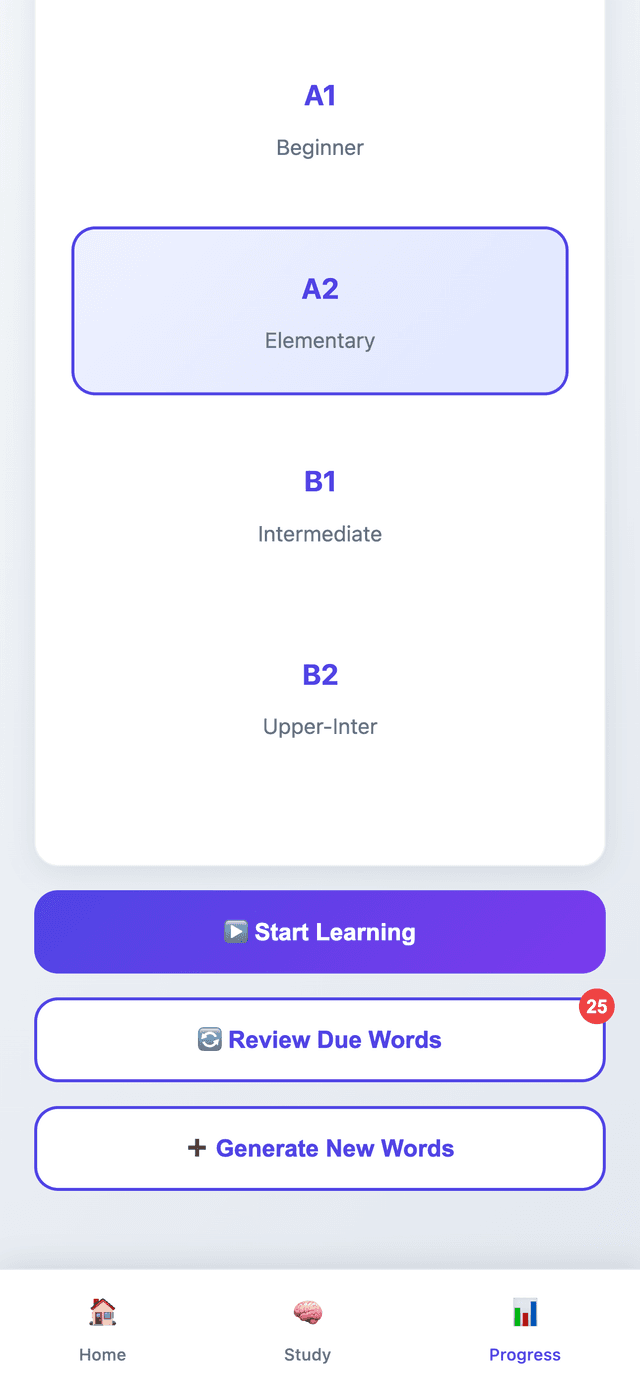 A1
Beginner
A2
Elementary
B1
Intermediate
B2
Upper-Inter
Start Learning
25
Review Due Words
Generate New Words
Home
Study
Progress